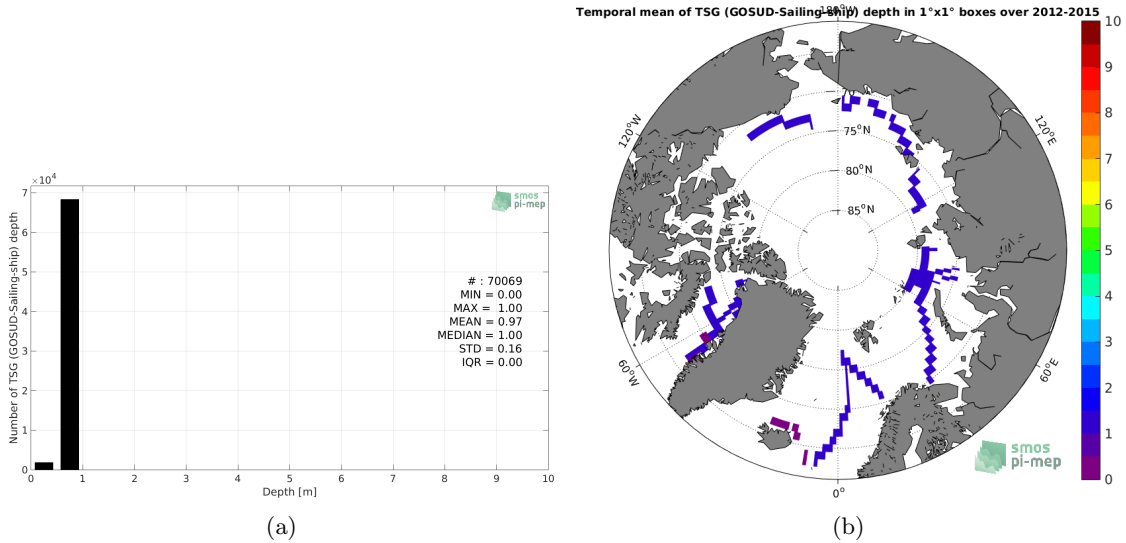 ×10⁴
7
6
5
4
3
2
1
0
Number of TSG (GOSUD-Sailing-ship) depth
0 1 2 3 4 5 6 7 8 9 10
Depth [m]
smos
pi-mep
# : 70069
MIN = 0.00
MAX = 1.00
MEAN = 0.97
MEDIAN = 1.00
STD = 0.16
IQR = 0.00
(a)
Temporal mean of TSG (GOSUD-Sailing-ship) depth in 1°x1° boxes over 2012-2015
180°W
120°W
120°E
75°N
80°N
85°N
60°W
60°E
0°
smos
pi-mep
10
9
8
7
6
5
4
3
2
1
0
(b)